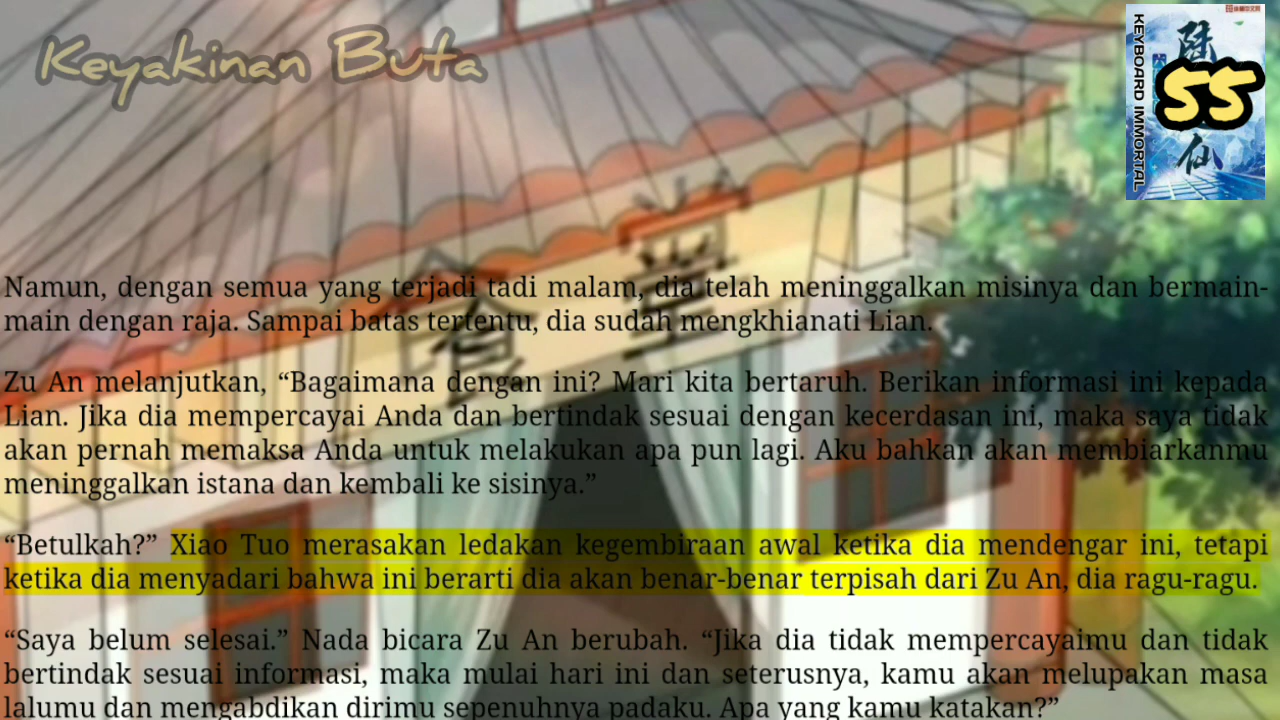 Keyakinan Buta
KEYBOARD IMMORTAL
55
仙
Namun, dengan semua yang terjadi tadi malam, dia telah meninggalkan misinya dan bermain-
main dengan raja. Sampai batas tertentu, dia sudah mengkhianati Lian.
Zu An melanjutkan, “Bagaimana dengan ini? Mari kita bertaruh. Berikan informasi ini kepada
Lian. Jika dia mempercayai Anda dan bertindak sesuai dengan kecerdasan ini, maka saya tidak
akan pernah memaksa Anda untuk melakukan apa pun lagi. Aku bahkan akan membiarkanmu
meninggalkan istana dan kembali ke sisinya.”
“Betulkah?” Xiao Tuo merasakan ledakan kegembiraan awal ketika dia mendengar ini, tetapi
ketika dia menyadari bahwa ini berarti dia akan benar-benar terpisah dari Zu An, dia ragu-ragu.
“Saya belum selesai.” Nada bicara Zu An berubah. “Jika dia tidak mempercayaimu dan tidak
bertindak sesuai informasi, maka mulai hari ini dan seterusnya, kamu akan melupakan masa
lalumu dan mengabdikan dirimu sepenuhnya padaku. Apa yang kamu katakan?”